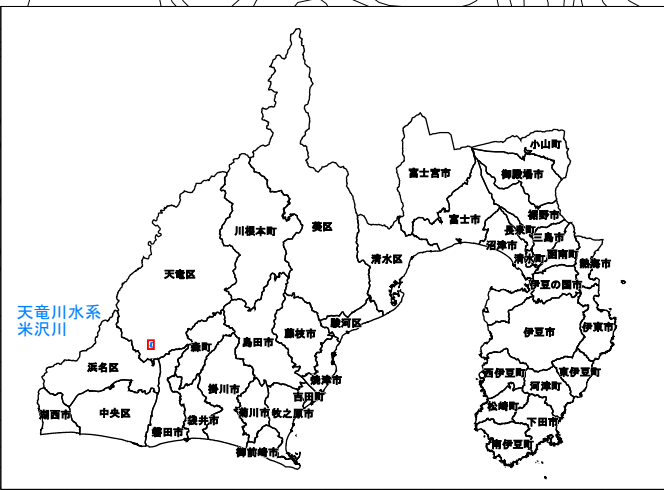 小山町
富士宮市
御殿場市
裾野市
葵区
富士市
長泉町
川根本町
三島市
沼津市
函南町
清水区
清水町
熱海市
天竜区
伊豆の国市
天竜川水系
米沢川
駿河区
伊豆市
伊東市
藤枝市
島田市
森町
浜名区
西伊豆町
東伊豆町
焼津市
河津町
掛川市
吉田町
松崎町
湖西市
中央区
菊川市
牧之原市
袋井市
下田市
磐田市
南伊豆町
御前崎市